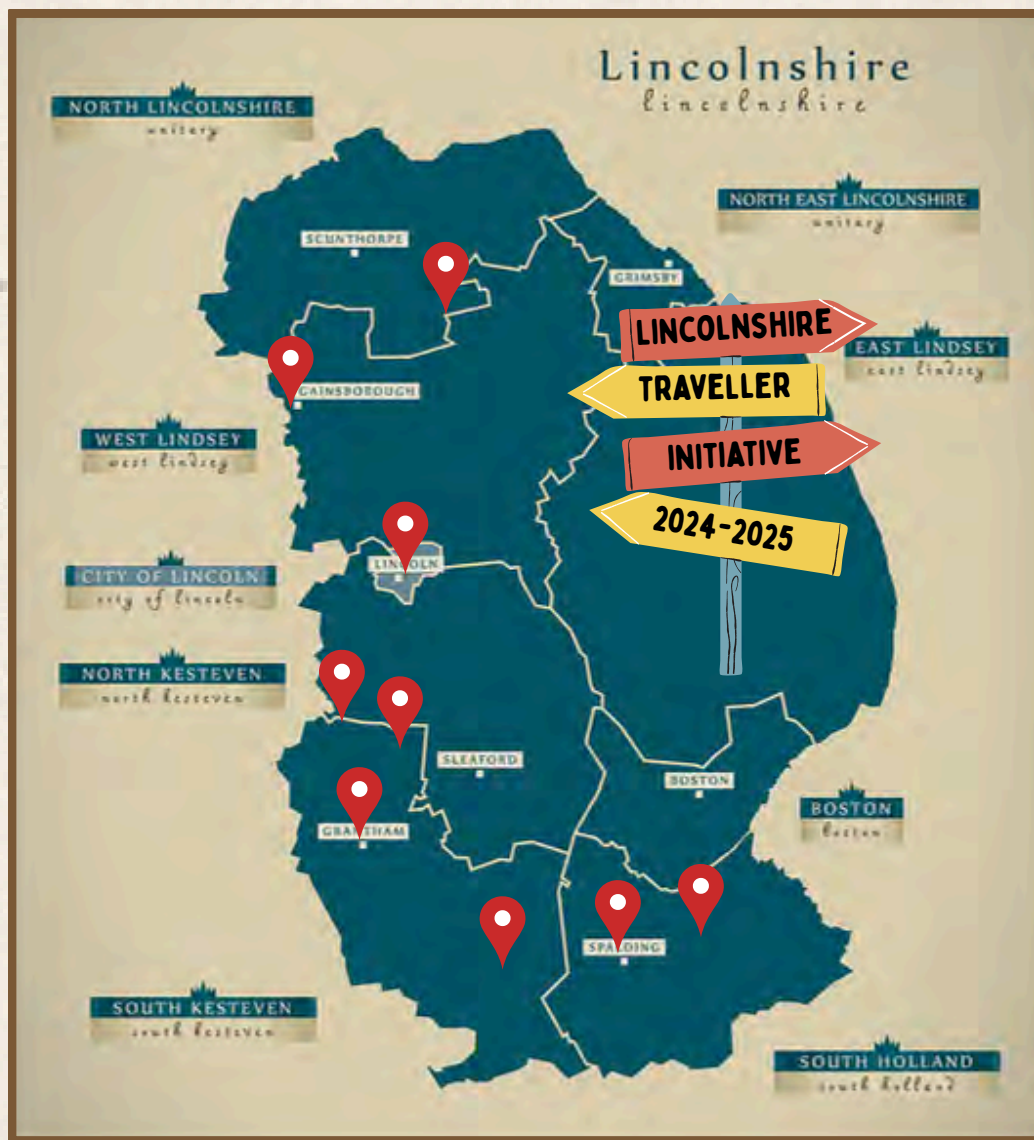 Lincolnshire
lincolnshire
NORTH LINCOLNSHIRE
unitary
NORTH EAST LINCOLNSHIRE
unitary
SCUNTHORPE
GRIMSBY
LINCOLNSHIRE
TRAVELLER
INITIATIVE
2024-2025
EAST LINDSEY
east lindsey
GAINSBOROUGH
WEST LINDSEY
west lindsey
LINCOLN
CITY OF LINCOLN
city of lincoln
NORTH KESTEVEN
north kesteven
SLEAFORD
BOSTON
BOSTON
boston
GRANTHAM
SPALDING
SOUTH KESTEVEN
south kesteven
SOUTH HOLLAND
south holland